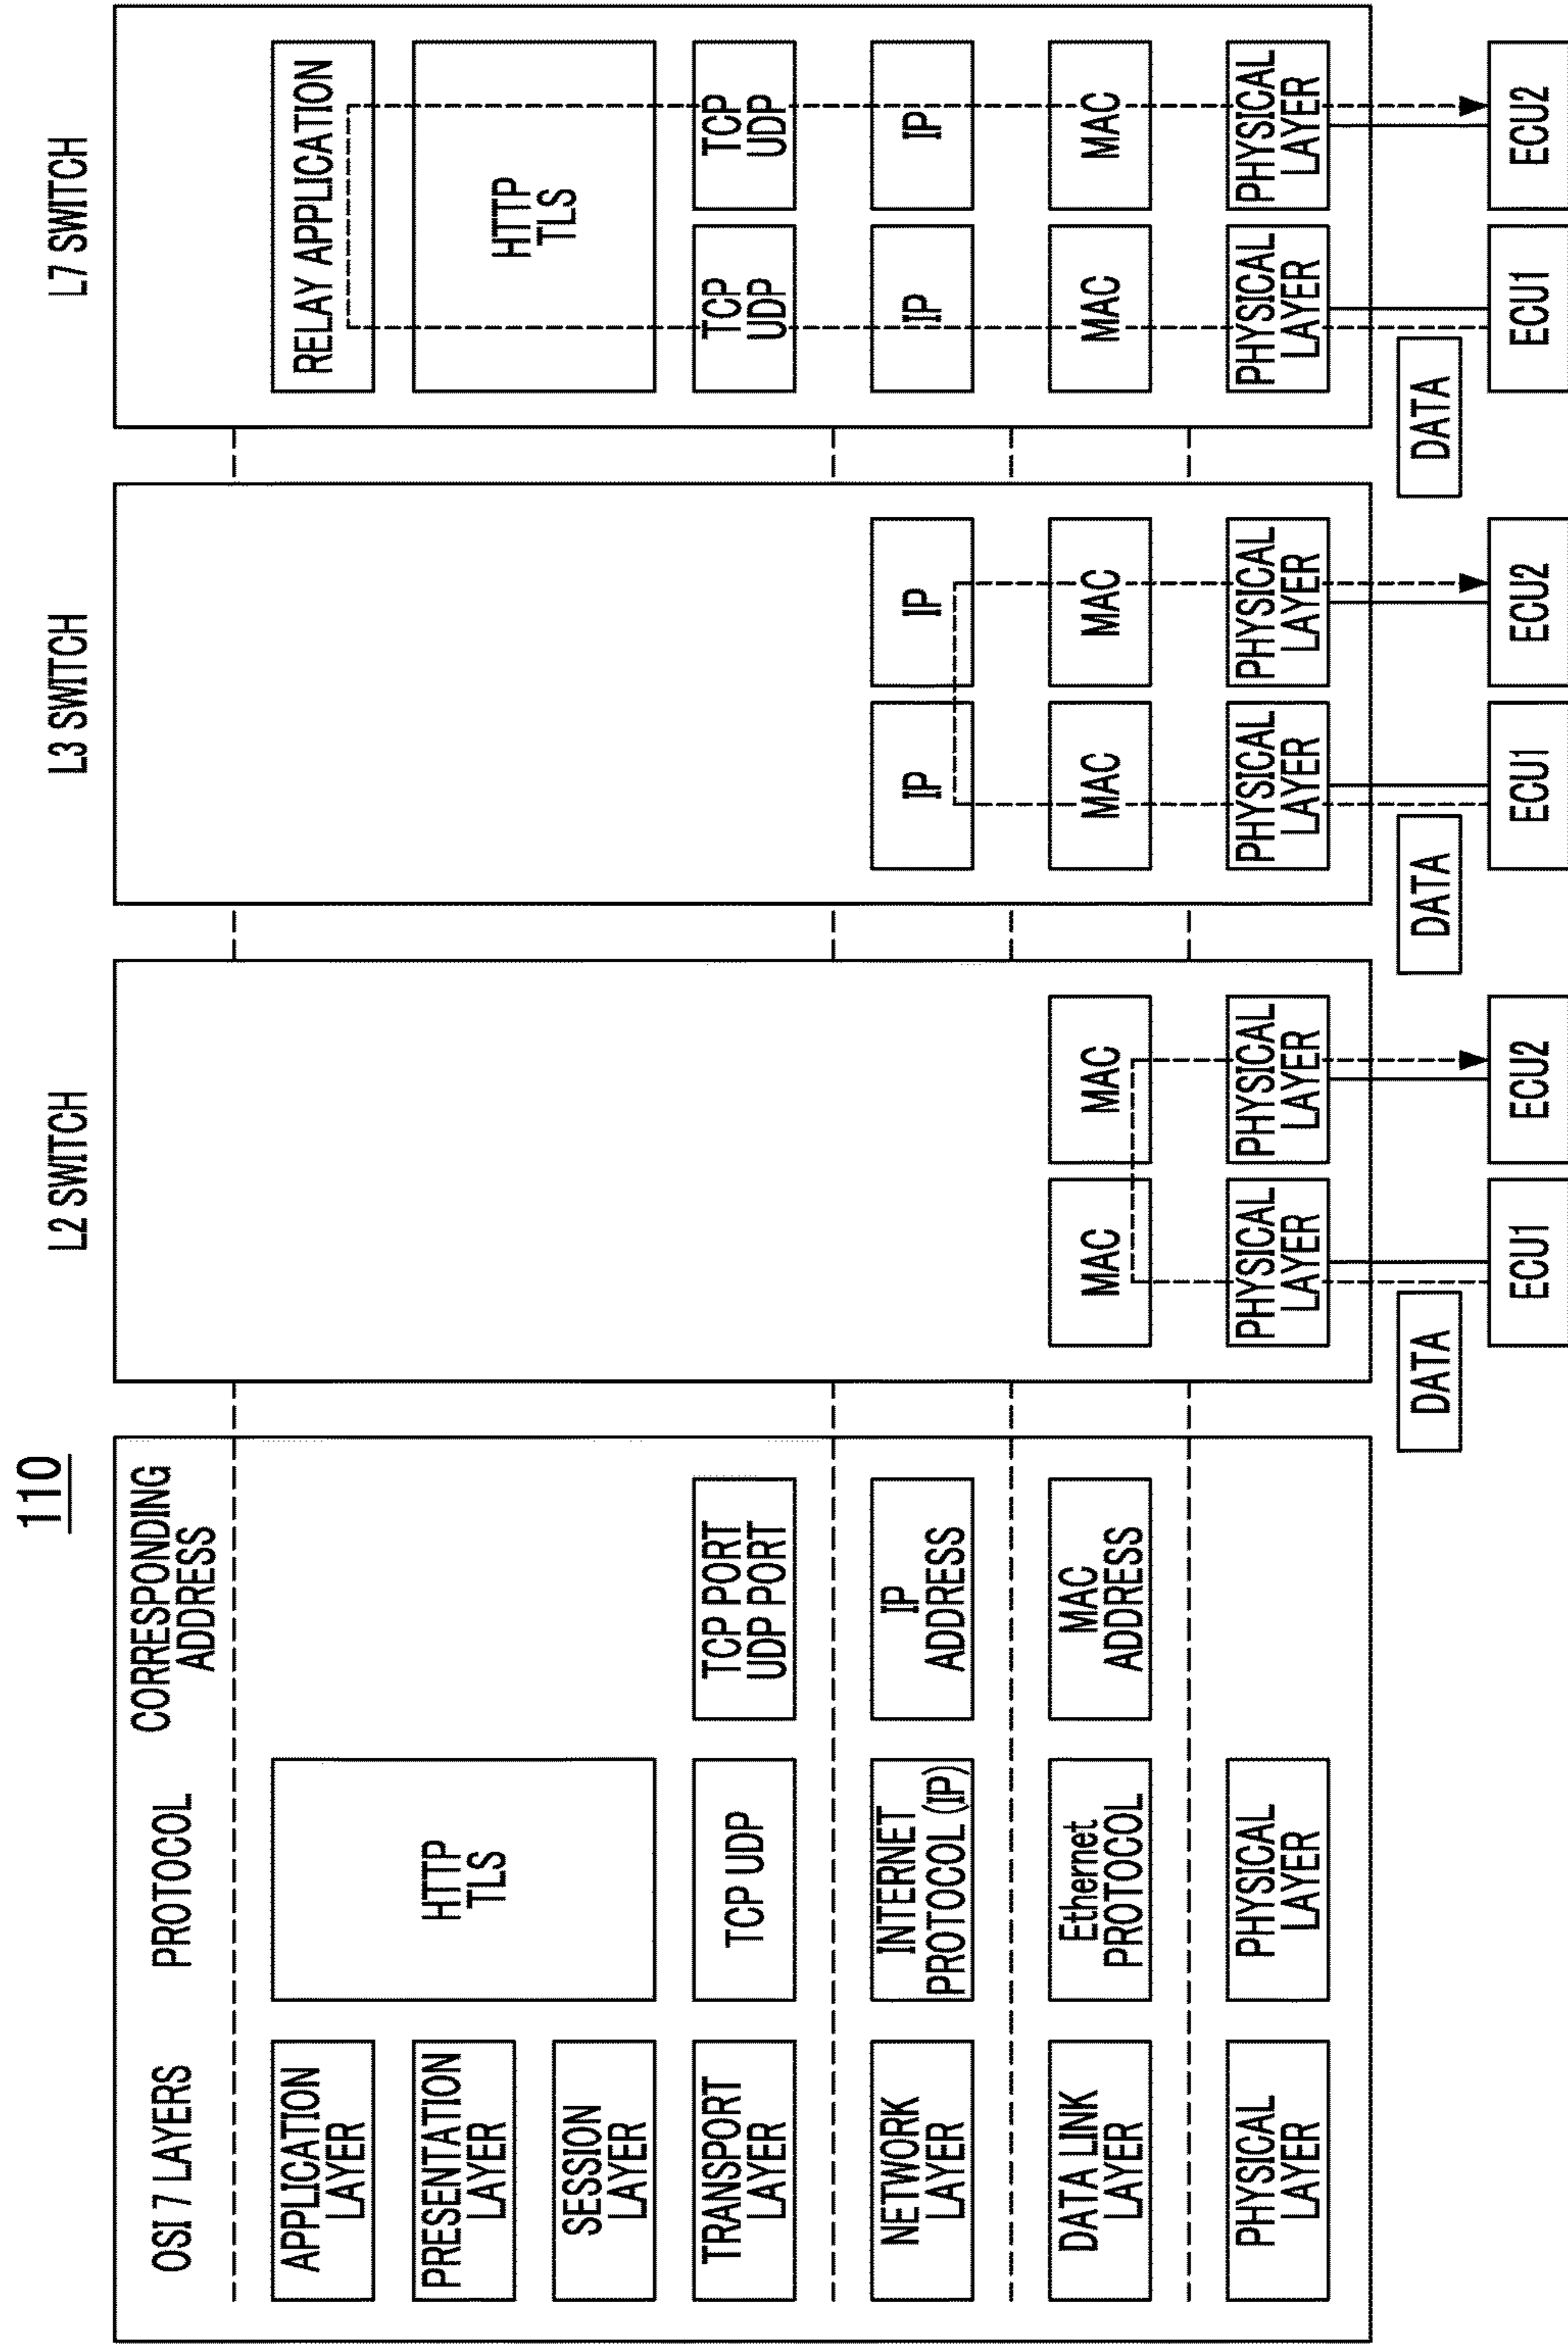 110
OSI 7 LAYERS
PROTOCOL
CORRESPONDING
ADDRESS
APPLICATION
LAYER
PRESENTATION
LAYER
SESSION
LAYER
HTTP
TLS
TRANSPORT
LAYER
TCP UDP
TCP PORT
UDP PORT
NETWORK
LAYER
INTERNET
PROTOCOL (IP)
IP
ADDRESS
DATA LINK
LAYER
Ethernet
PROTOCOL
MAC
ADDRESS
PHYSICAL
LAYER
PHYSICAL
LAYER
L2 SWITCH
MAC
MAC
PHYSICAL
LAYER
PHYSICAL
LAYER
DATA
ECU1
ECU2
L3 SWITCH
IP
IP
MAC
MAC
PHYSICAL
LAYER
PHYSICAL
LAYER
DATA
ECU1
ECU2
L7 SWITCH
RELAY APPLICATION
HTTP
TLS
TCP
UDP
TCP
UDP
IP
IP
MAC
MAC
PHYSICAL
LAYER
PHYSICAL
LAYER
DATA
ECU1
ECU2